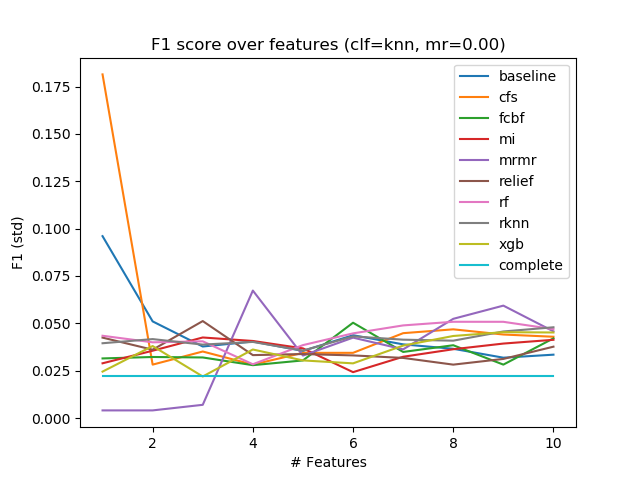 F1 score over features (clf=knn, mr=0.00)
F1 (std)
0.175
0.150
0.125
0.100
0.075
0.050
0.025
0.000
baseline
cfs
fcbf
mi
mrmr
relief
rf
rknn
xgb
complete
2 4 6 8 10
# Features